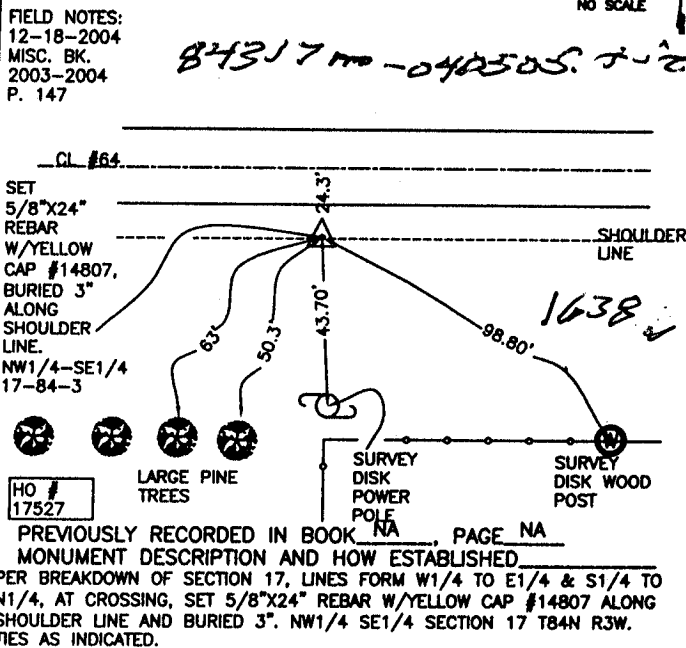 NO SCALE
FIELD NOTES:
12-18-2004
MISC. BK.
2003-2004
P. 147
CL #64
24.3'
SET
5/8"X24"
REBAR
W/YELLOW
CAP #14807,
BURIED 3"
ALONG
SHOULDER
LINE.
NW1/4-SE1/4
17-84-3
SHOULDER
LINE
63'
50.3'
43.70'
98.80'
1638
W
LARGE PINE
TREES
SURVEY
DISK
POWER
POLE
SURVEY
DISK WOOD
POST
HO #
17527
PREVIOUSLY RECORDED IN BOOK NA, PAGE NA
MONUMENT DESCRIPTION AND HOW ESTABLISHED
PER BREAKDOWN OF SECTION 17, LINES FORM W1/4 TO E1/4 & S1/4 TO
N1/4, AT CROSSING, SET 5/8"X24" REBAR W/YELLOW CAP #14807 ALONG
SHOULDER LINE AND BURIED 3". NW1/4 SE1/4 SECTION 17 T84N R3W.
TIES AS INDICATED.